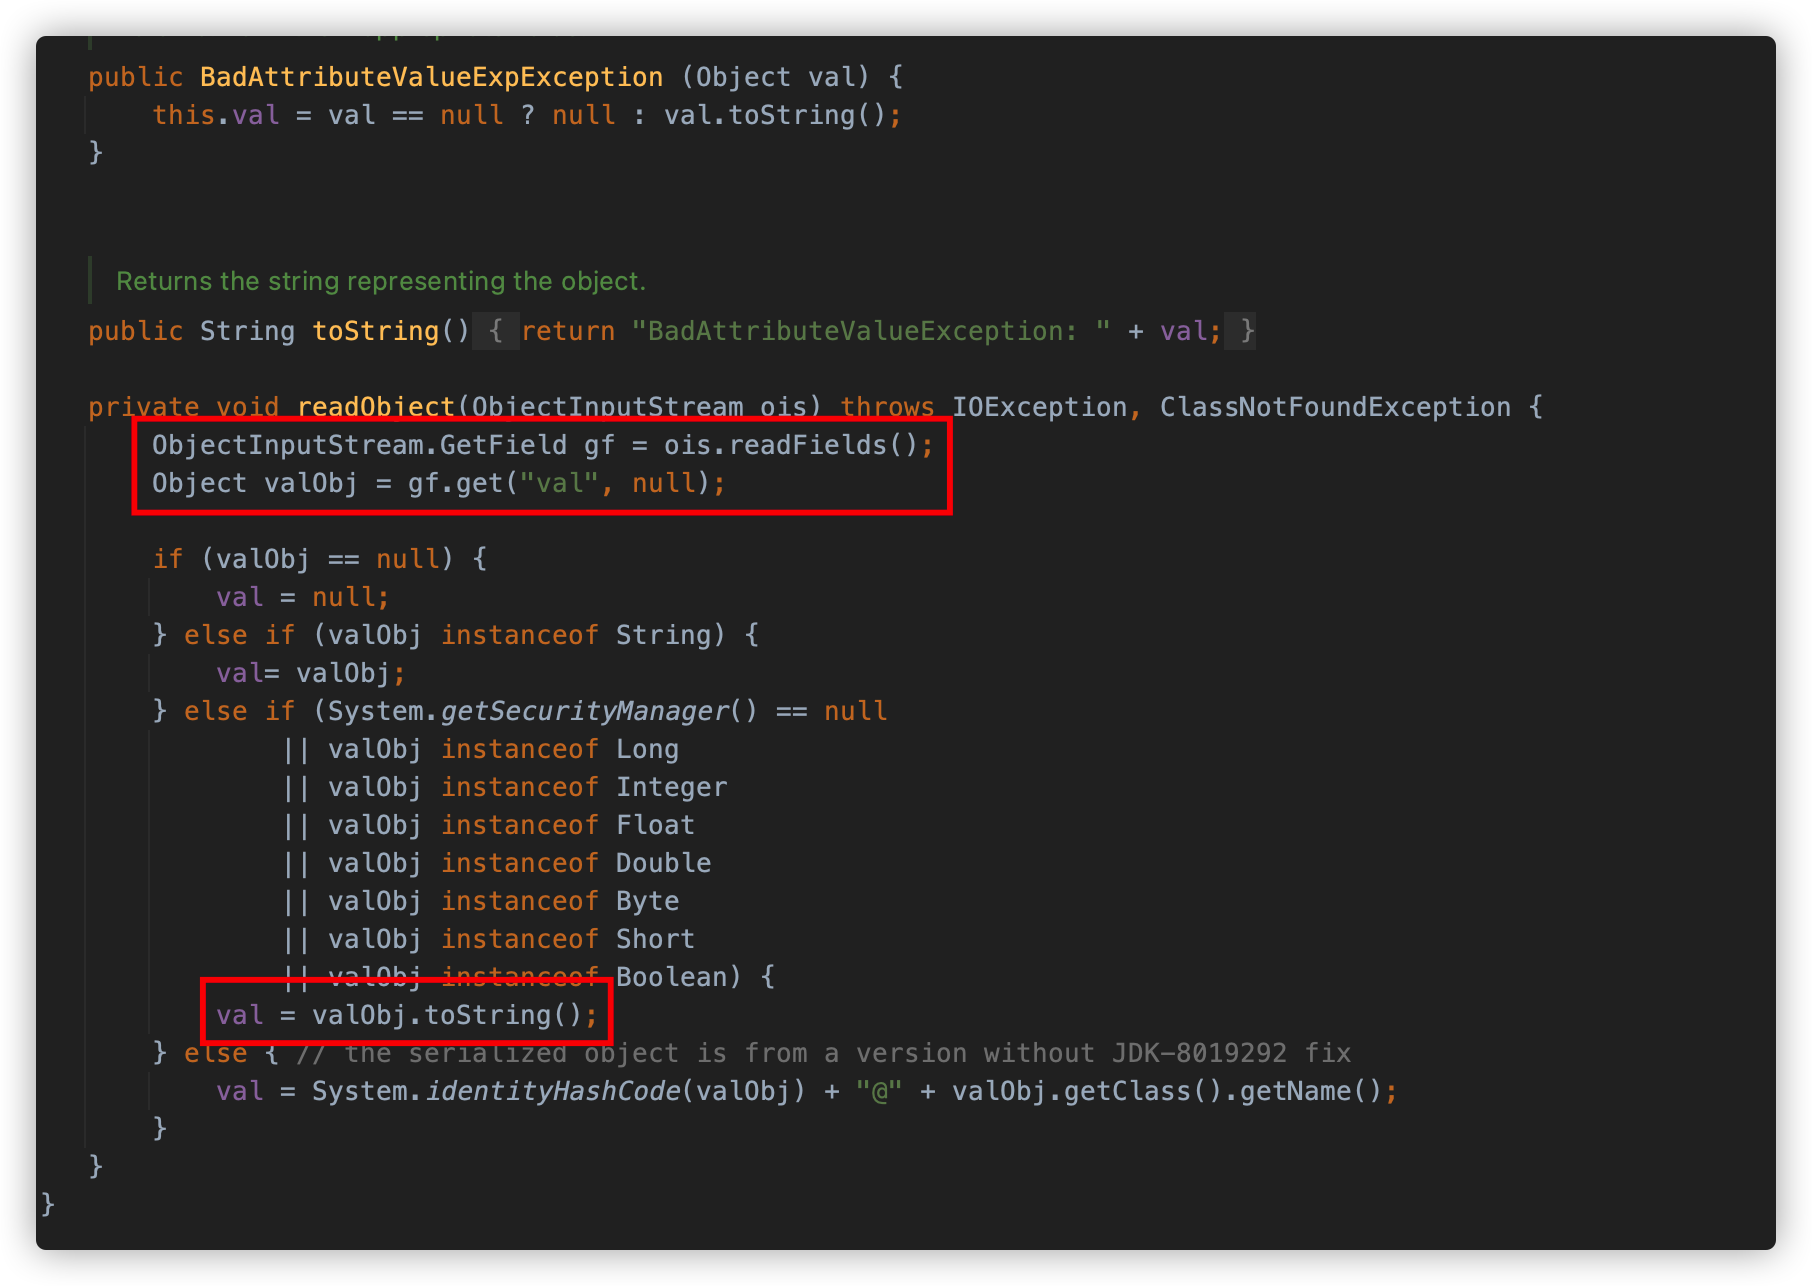 public BadAttributeValueExpException (Object val) {
this.val = val == null ? null : val.toString();
}
Returns the string representing the object.
public String toString() { return "BadAttributeValueException: " + val; }
private void readObject(ObjectInputStream ois) throws IOException, ClassNotFoundException {
ObjectInputStream.GetField gf = ois.readFields();
Object valObj = gf.get("val", null);
if (valObj == null) {
val = null;
} else if (valObj instanceof String) {
val= valObj;
} else if (System.getSecurityManager() == null
|| valObj instanceof Long
|| valObj instanceof Integer
|| valObj instanceof Float
|| valObj instanceof Double
|| valObj instanceof Byte
|| valObj instanceof Short
|| valObj instanceof Boolean) {
val = valObj.toString();
} else { // the serialized object is from a version without JDK-8019292 fix
val = System.identityHashCode(valObj) + "@" + valObj.getClass().getName();
}
}
}